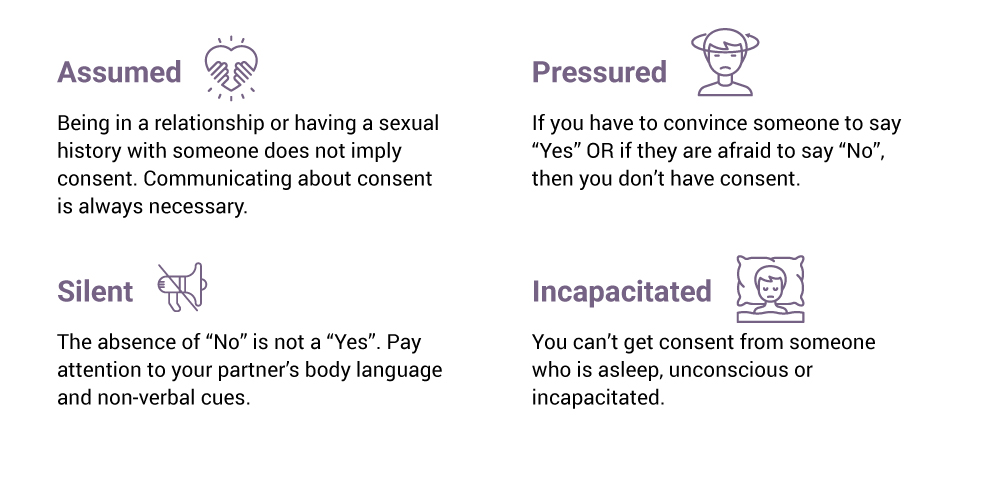 Assumed
Being in a relationship or having a sexual
history with someone does not imply
consent. Communicating about consent
is always necessary.
Pressured
If you have to convince someone to say
“Yes” OR if they are afraid to say “No”,
then you don’t have consent.
Silent
The absence of “No” is not a “Yes”. Pay
attention to your partner’s body language
and non-verbal cues.
Incapacitated
You can’t get consent from someone
who is asleep, unconscious or
incapacitated.